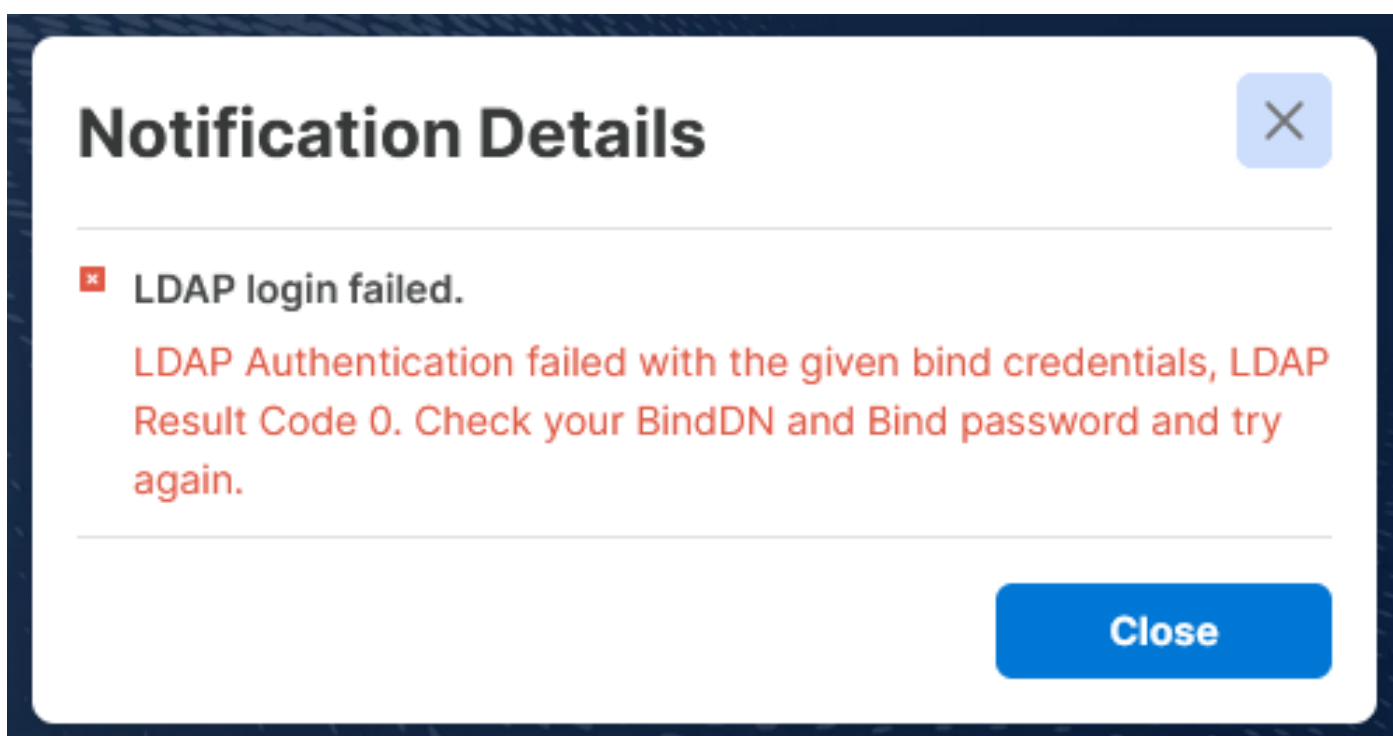 Notification Details
LDAP login failed.
LDAP Authentication failed with the given bind credentials, LDAP
Result Code 0. Check your BindDN and Bind password and try
again.
Close